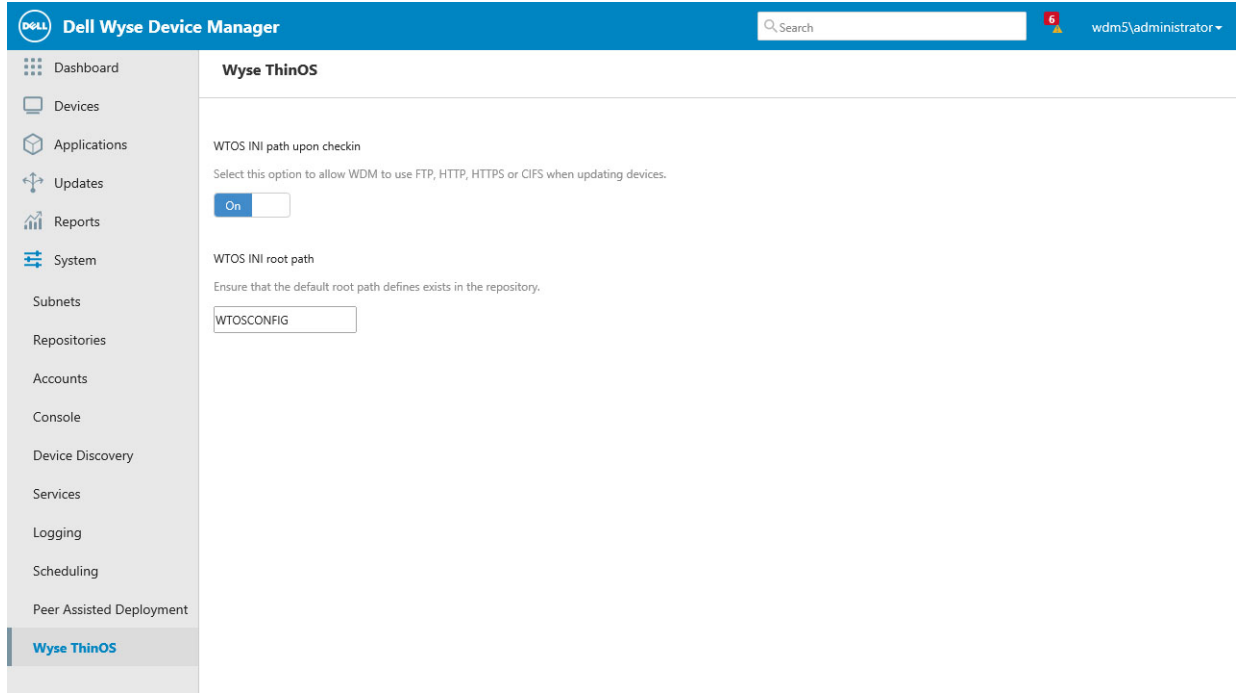 DELL
Dell Wyse Device Manager
Search
6
wdm5\administrator
Dashboard
Devices
Applications
Updates
Reports
System
Subnets
Repositories
Accounts
Console
Device Discovery
Services
Logging
Scheduling
Peer Assisted Deployment
Wyse ThinOS
Wyse ThinOS
WTOS INI path upon checkin
Select this option to allow WDM to use FTP, HTTP, HTTPS or CIFS when updating devices.
On
WTOS INI root path
Ensure that the default root path defines exists in the repository.
WTOSCONFIG